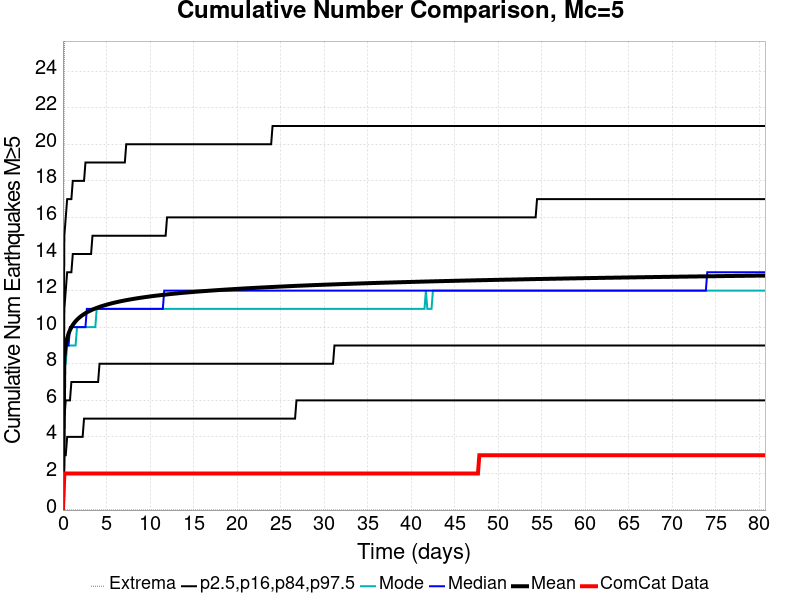 Cumulative Number Comparison, Mc=5
Cumulative Num Earthquakes M≥5
24
22
20
18
16
14
12
10
8
6
4
2
0
0 5 10 15 20 25 30 35 40 45 50 55 60 65 70 75 80
Time (days)
Extrema p2.5,p16,p84,p97.5 Mode Median Mean ComCat Data